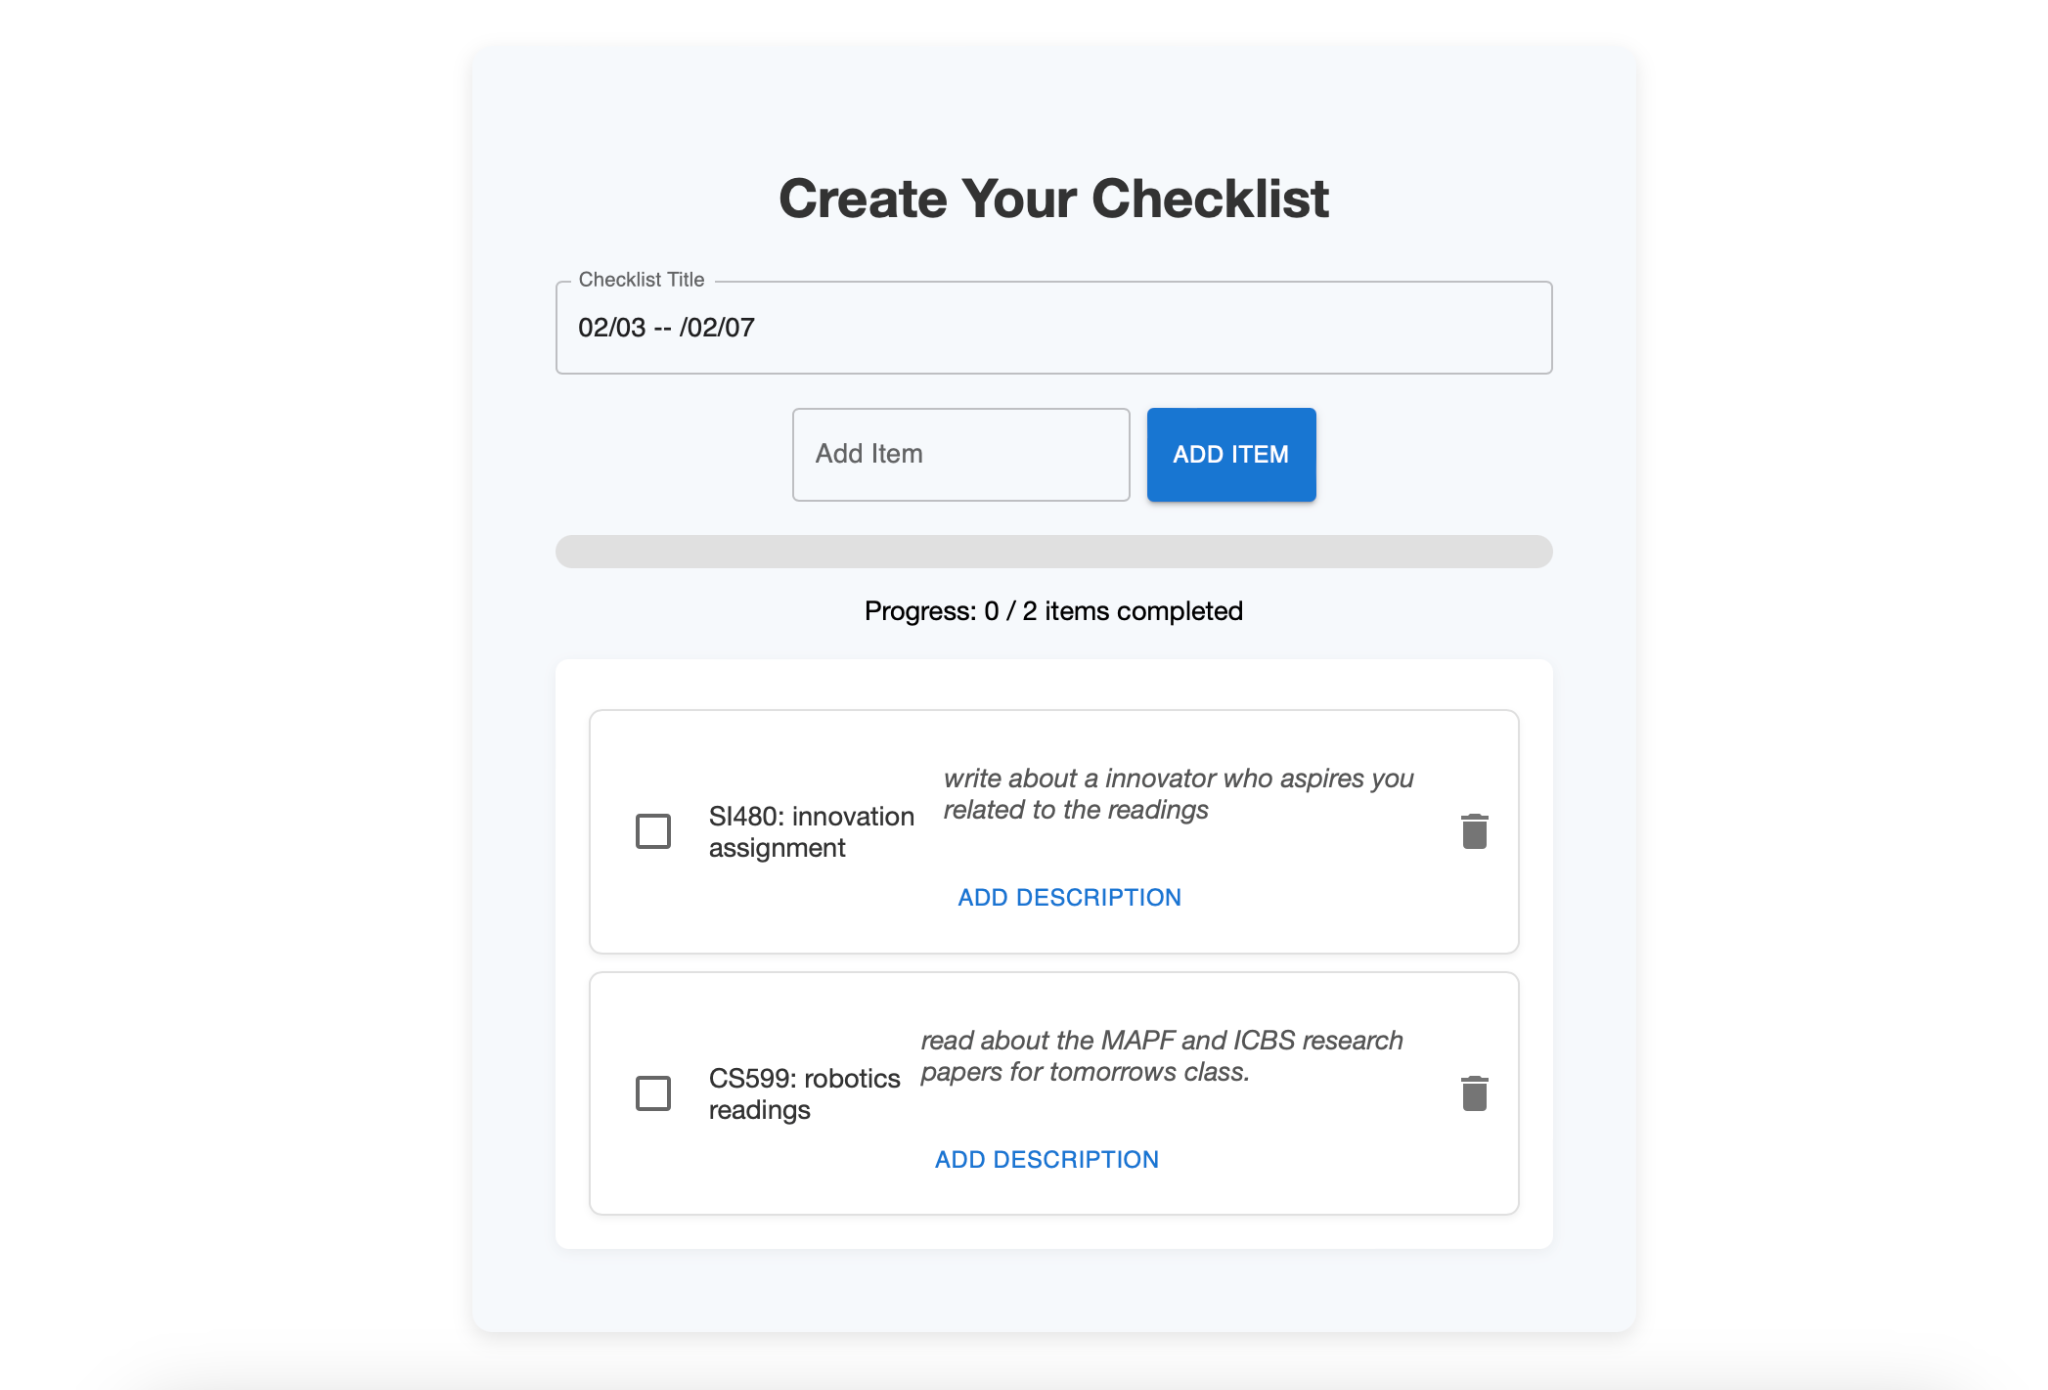 Create Your Checklist
Checklist Title
02/03 -- /02/07
Add Item
ADD ITEM
Progress: 0 / 2 items completed
SI480: innovation
assignment
write about a innovator who aspires you
related to the readings
ADD DESCRIPTION
CS599: robotics
readings
read about the MAPF and ICBS research
papers for tomorrows class.
ADD DESCRIPTION